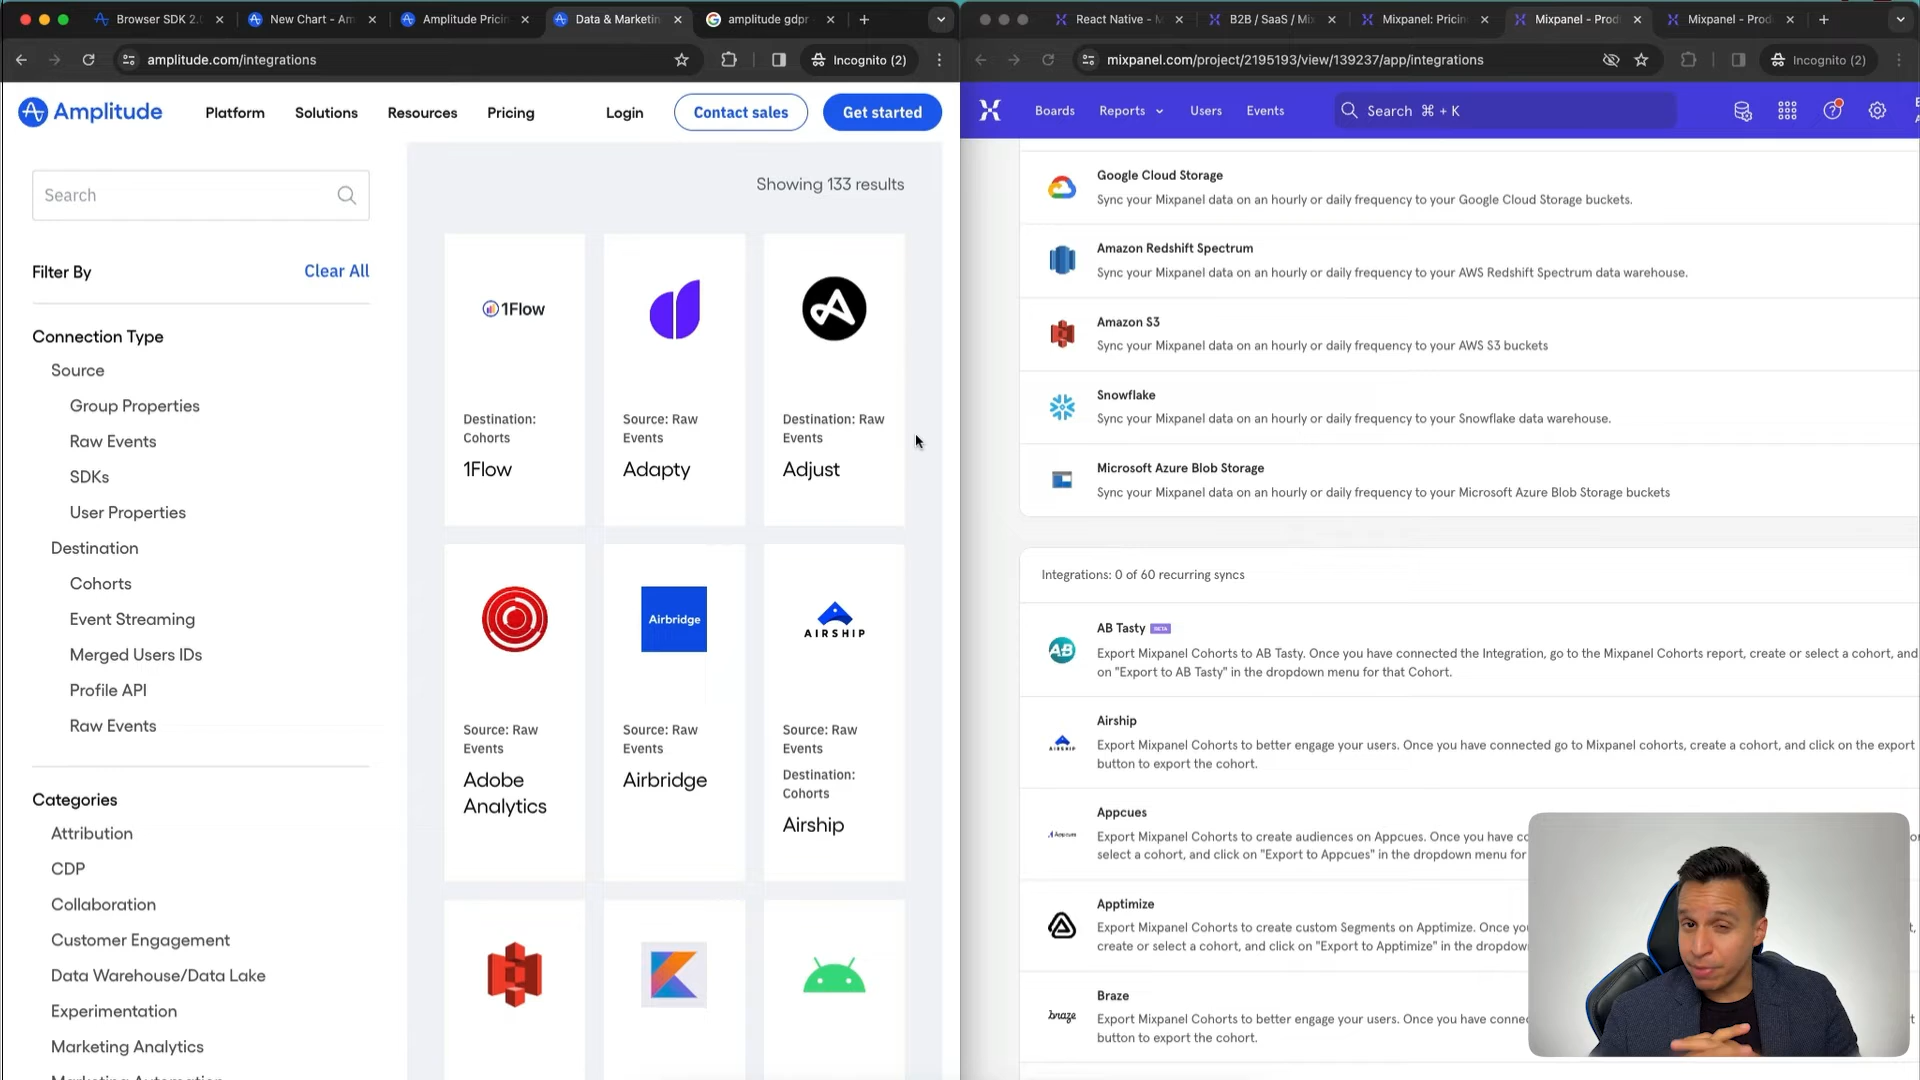 Browser SDK 2.
New Chart - Am
Amplitude Pricin
Data & Marketin
amplitude gdpr -
React Native - M
B2B / SaaS / Mix
Mixpanel: Pricin
Mixpanel - Prod
Mixpanel - Prod
amplitude.com/integrations
Incognito (2)
mixpanel.com/project/2195193/view/139237/app/integrations
Incognito (2)
Amplitude
Platform
Solutions
Resources
Pricing
Login
Contact sales
Get started
Search
Filter By
Clear All
Connection Type
Source
Group Properties
Raw Events
SDKs
User Properties
Destination
Cohorts
Event Streaming
Merged Users IDs
Profile API
Raw Events
Categories
Attribution
CDP
Collaboration
Customer Engagement
Data Warehouse/Data Lake
Experimentation
Marketing Analytics
Marketing Automation
Showing 133 results
1Flow
Destination:
Cohorts
1Flow
Source: Raw
Events
Adapty
Destination: Raw
Events
Adjust
Source: Raw
Events
Adobe
Analytics
Airbridge
Source: Raw
Events
Airbridge
AIRSHIP
Source: Raw
Events
Destination:
Cohorts
Airship
Boards
Reports
Users
Events
Search ⌘ + K
Google Cloud Storage
Sync your Mixpanel data on an hourly or daily frequency to your Google Cloud Storage buckets.
Amazon Redshift Spectrum
Sync your Mixpanel data on an hourly or daily frequency to your AWS Redshift Spectrum data warehouse.
Amazon S3
Sync your Mixpanel data on an hourly or daily frequency to your AWS S3 buckets
Snowflake
Sync your Mixpanel data on an hourly or daily frequency to your Snowflake data warehouse.
Microsoft Azure Blob Storage
Sync your Mixpanel data on an hourly or daily frequency to your Microsoft Azure Blob Storage buckets
Integrations: 0 of 60 recurring syncs
AB
AB Tasty BETA
Export Mixpanel Cohorts to AB Tasty. Once you have connected the Integration, go to the Mixpanel Cohorts report, create or select a cohort, and
on "Export to AB Tasty" in the dropdown menu for that Cohort.
AIRSHIP
Airship
Export Mixpanel Cohorts to better engage your users. Once you have connected go to Mixpanel cohorts, create a cohort, and click on the export
button to export the cohort.
Appcues
Appcues
Export Mixpanel Cohorts to create audiences on Appcues. Once you have co
select a cohort, and click on "Export to Appcues" in the dropdown menu for
Apptimize
Export Mixpanel Cohorts to create custom Segments on Apptimize. Once you
create or select a cohort, and click on "Export to Apptimize" in the dropdown
braze
Braze
Export Mixpanel Cohorts to better engage your users. Once you have conne
button to export the cohort.